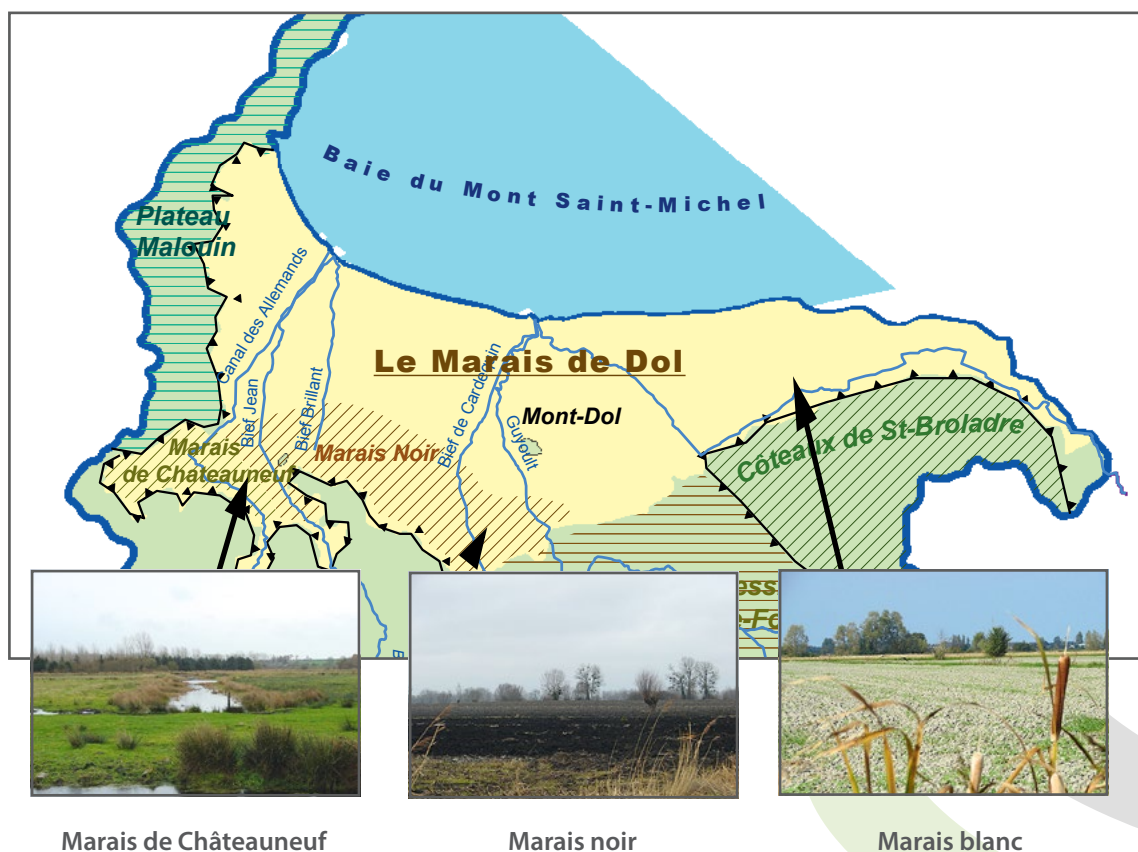 Baie du Mont Saint-Michel
Plateau
Malouin
Canal des Allemands
Bief Jean
Bief Brillant
Le Marais de Dol
Bief de Cardequin
Guyoult
Mont-Dol
Marais
de Chateauneuf
Marais Noir
Côteaux de St-Broladre
Marais de Châteauneuf
Marais noir
Marais blanc